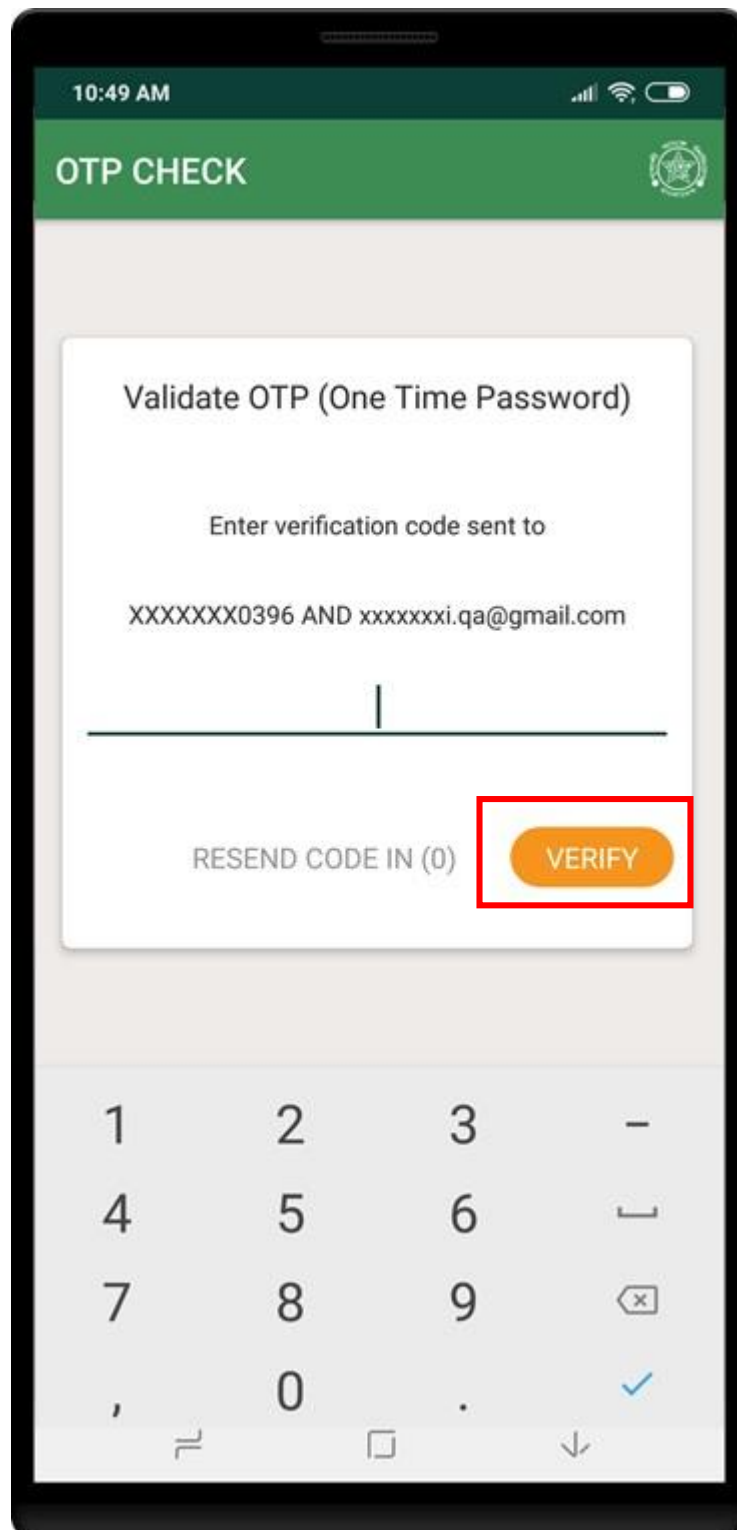 10:49 AM
OTP CHECK
Validate OTP (One Time Password)
Enter verification code sent to
XXXXXXX0396 AND xxxxxxxi.qa@gmail.com
RESEND CODE IN (0)
VERIFY
1 2 3 -
4 5 6
7 8 9
, 0 .